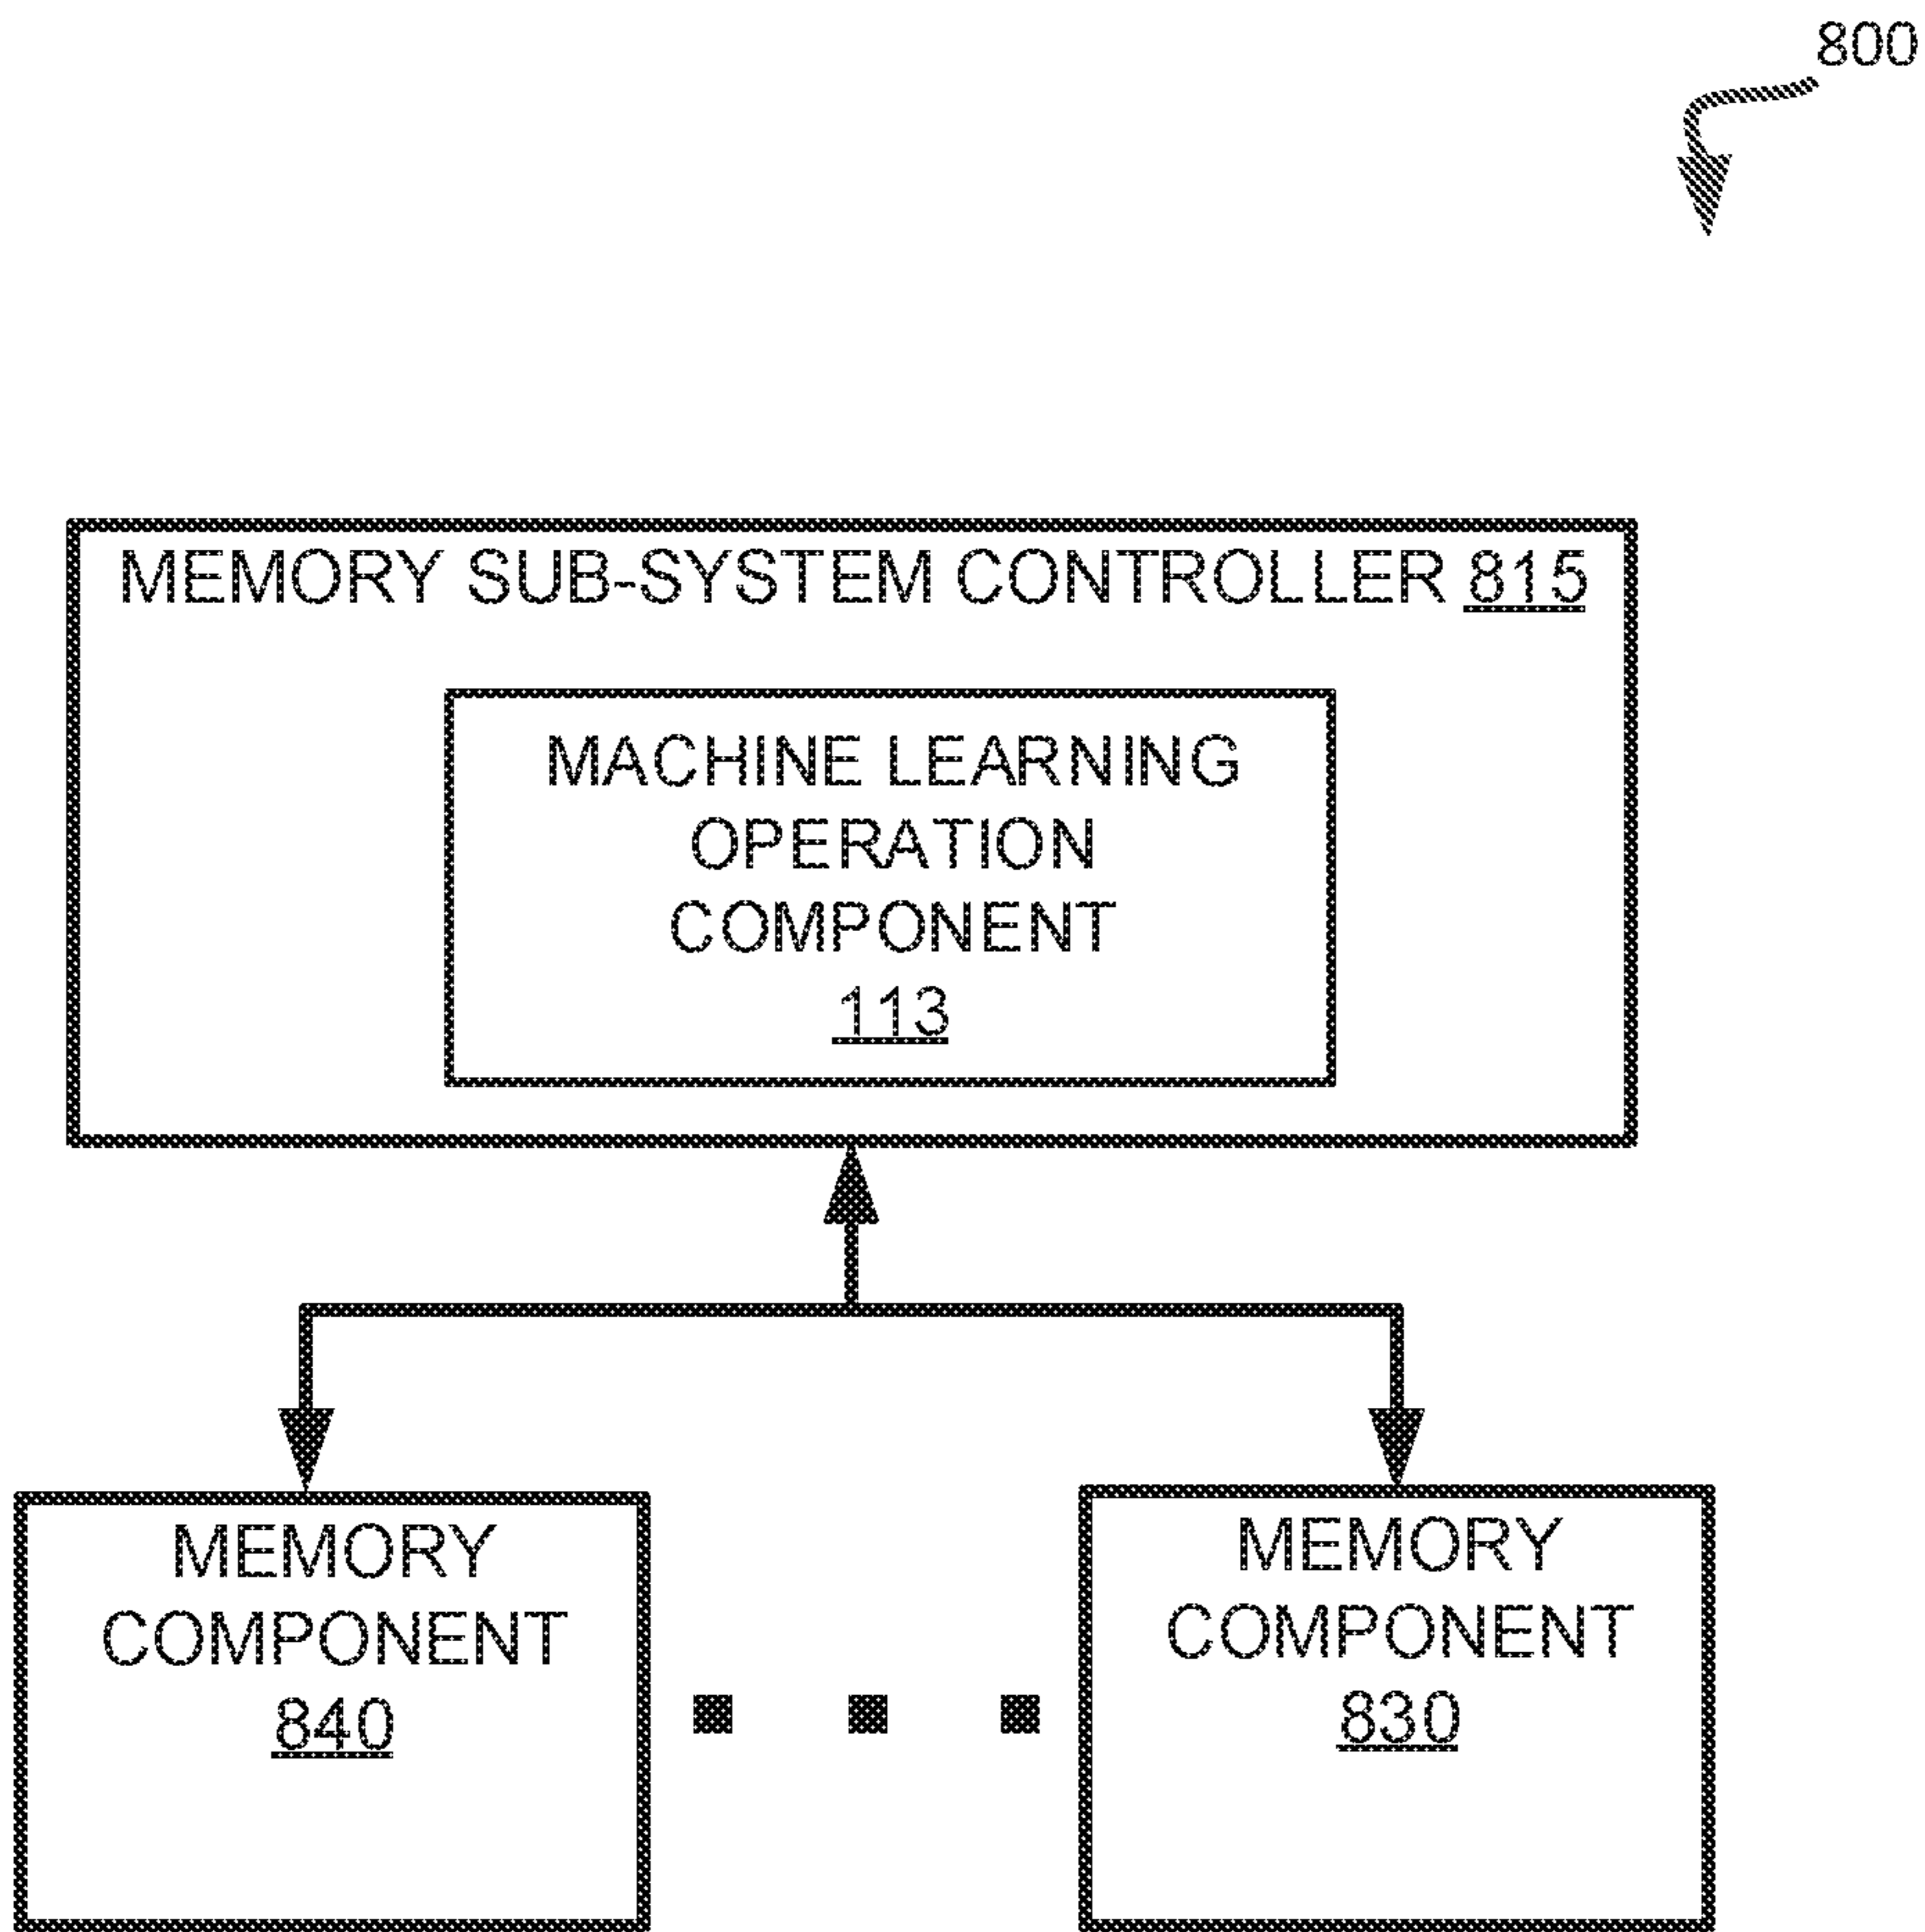 800
MEMORY SUB-SYSTEM CONTROLLER 815
MACHINE LEARNING
OPERATION
COMPONENT
113
MEMORY
COMPONENT
840
MEMORY
COMPONENT
830